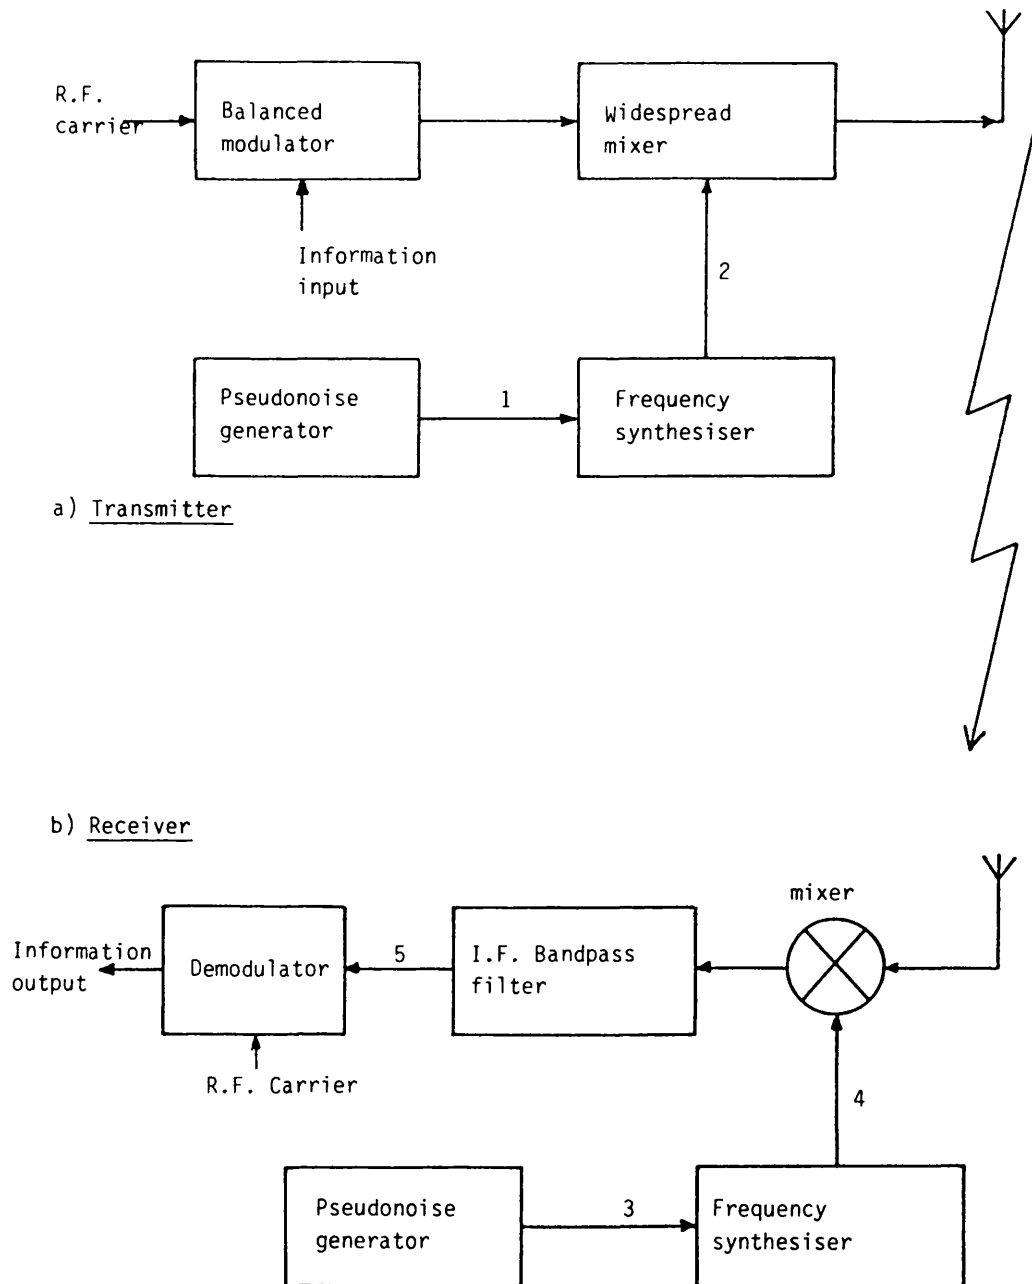 R.F.
carrier
Balanced
modulator
Widespread
mixer
Information
input
2
Pseudonoise
generator
1
Frequency
synthesiser
a) Transmitter
b) Receiver
mixer
Information
output
Demodulator
5
I.F. Bandpass
filter
R.F. Carrier
4
Pseudonoise
generator
3
Frequency
synthesiser